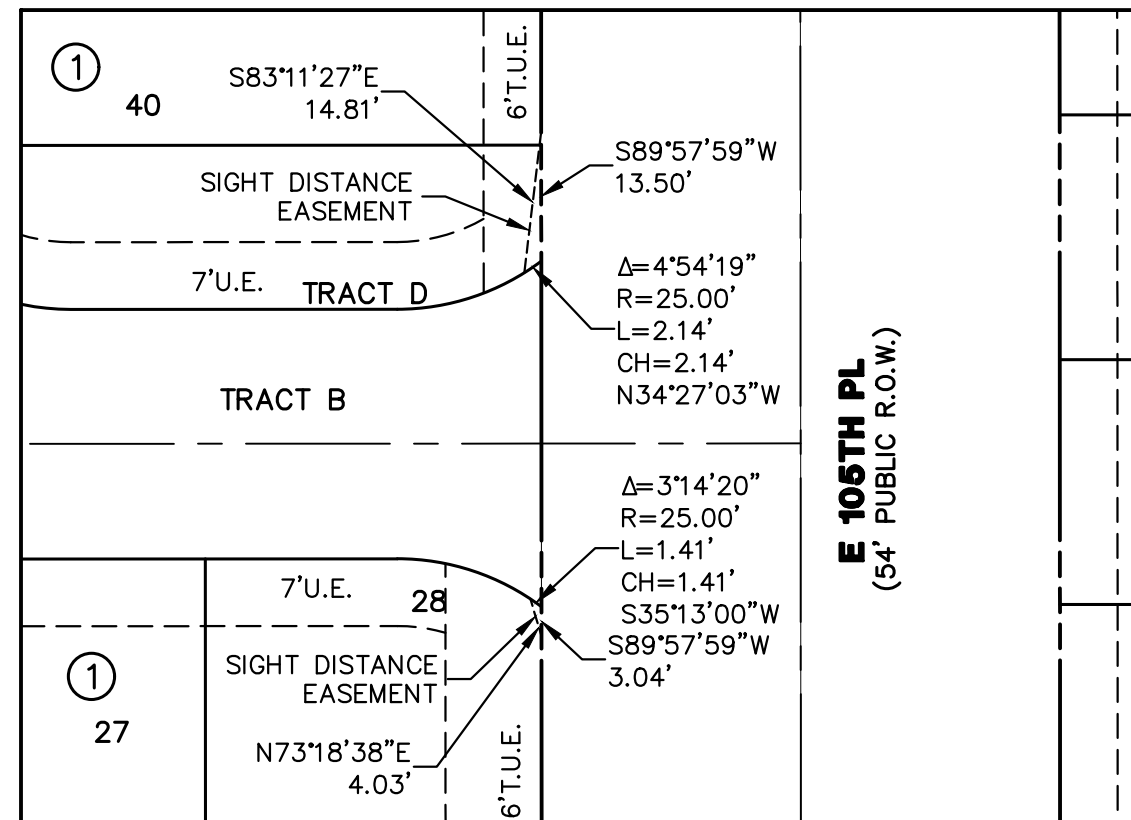 1
40
S83°11'27"E
14.81'
6'T.U.E.
S89°57'59"W
13.50'
SIGHT DISTANCE
EASEMENT
7'U.E.
TRACT D
Δ=4°54'19"
R=25.00'
L=2.14'
CH=2.14'
N34°27'03"W
TRACT B
E 105TH PL
(54' PUBLIC R.O.W.)
Δ=3°14'20"
R=25.00'
L=1.41'
CH=1.41'
S35°13'00"W
7'U.E.
28
S89°57'59"W
3.04'
SIGHT DISTANCE
EASEMENT
1
27
N73°18'38"E
4.03'
6'T.U.E.